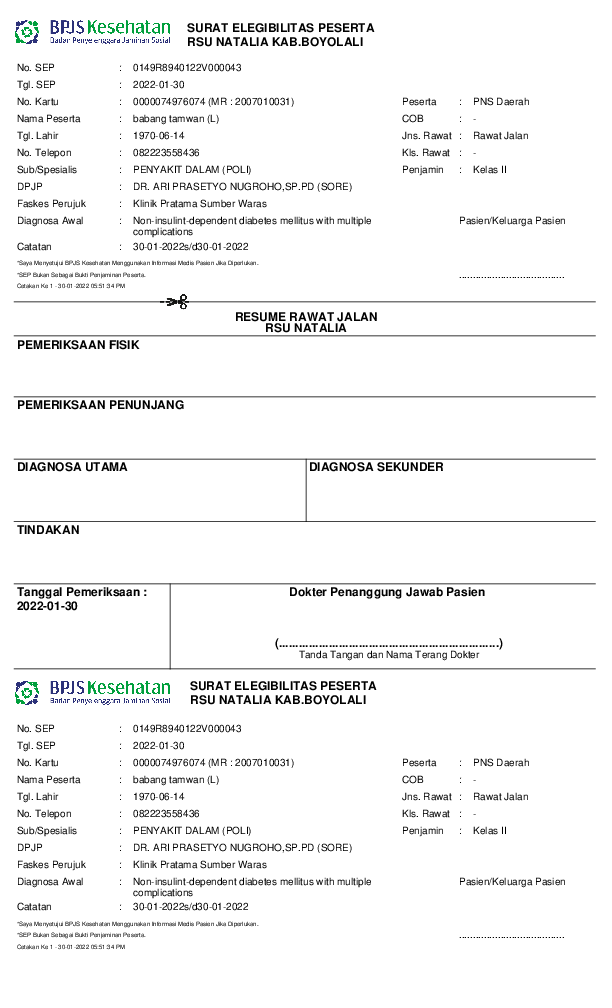 BPJS Kesehatan
Badan Penyelenggara Jaminan Sosial
SURAT ELEGIBILITAS PESERTA
RSU NATALIA KAB.BOYOLALI
No. SEP : 0149R8940122V000043
Tgl. SEP : 2022-01-30
No. Kartu : 0000074976074 (MR : 2007010031) Peserta : PNS Daerah
Nama Peserta : babang tamwan (L) COB : -
Tgl. Lahir : 1970-06-14 Jns. Rawat : Rawat Jalan
No. Telepon : 082223558436 Kls. Rawat : -
Sub/Spesialis : PENYAKIT DALAM (POLI) Penjamin : Kelas II
DPJP : DR. ARI PRASETYO NUGROHO,SP.PD (SORE)
Faskes Perujuk : Klinik Pratama Sumber Waras
Diagnosa Awal : Non-insulint-dependent diabetes mellitus with multiple Pasien/Keluarga Pasien
complications
Catatan : 30-01-2022s/d30-01-2022
*Saya Menyetujui BPJS Kesehatan Menggunakan Informasi Medis Pasien Jika Diperlukan.
*SEP Bukan Sebagai Bukti Penjaminan Peserta. ....................................
Cetakan Ke 1 - 30-01-2022 05:51:34 PM
RESUME RAWAT JALAN
RSU NATALIA
PEMERIKSAAN FISIK
PEMERIKSAAN PENUNJANG
DIAGNOSA UTAMA DIAGNOSA SEKUNDER
TINDAKAN
Tanggal Pemeriksaan : Dokter Penanggung Jawab Pasien
2022-01-30
(..................................................................)
Tanda Tangan dan Nama Terang Dokter
BPJS Kesehatan
Badan Penyelenggara Jaminan Sosial
SURAT ELEGIBILITAS PESERTA
RSU NATALIA KAB.BOYOLALI
No. SEP : 0149R8940122V000043
Tgl. SEP : 2022-01-30
No. Kartu : 0000074976074 (MR : 2007010031) Peserta : PNS Daerah
Nama Peserta : babang tamwan (L) COB : -
Tgl. Lahir : 1970-06-14 Jns. Rawat : Rawat Jalan
No. Telepon : 082223558436 Kls. Rawat : -
Sub/Spesialis : PENYAKIT DALAM (POLI) Penjamin : Kelas II
DPJP : DR. ARI PRASETYO NUGROHO,SP.PD (SORE)
Faskes Perujuk : Klinik Pratama Sumber Waras
Diagnosa Awal : Non-insulint-dependent diabetes mellitus with multiple Pasien/Keluarga Pasien
complications
Catatan : 30-01-2022s/d30-01-2022
*Saya Menyetujui BPJS Kesehatan Menggunakan Informasi Medis Pasien Jika Diperlukan.
*SEP Bukan Sebagai Bukti Penjaminan Peserta. ....................................
Cetakan Ke 1 - 30-01-2022 05:51:34 PM